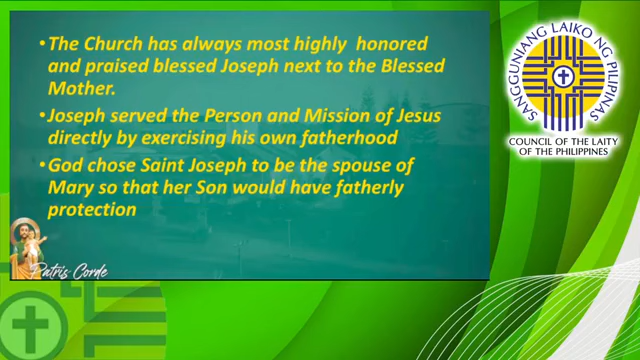 •The Church has always most highly honored
and praised blessed Joseph next to the Blessed
Mother.
•Joseph served the Person and Mission of Jesus
directly by exercising his own fatherhood
•God chose Saint Joseph to be the spouse of
Mary so that her Son would have fatherly
protection
Patris Corde
SANGGUNIANG LAIKO NG PILIPINAS
COUNCIL OF THE LAITY
OF THE PHILIPPINES